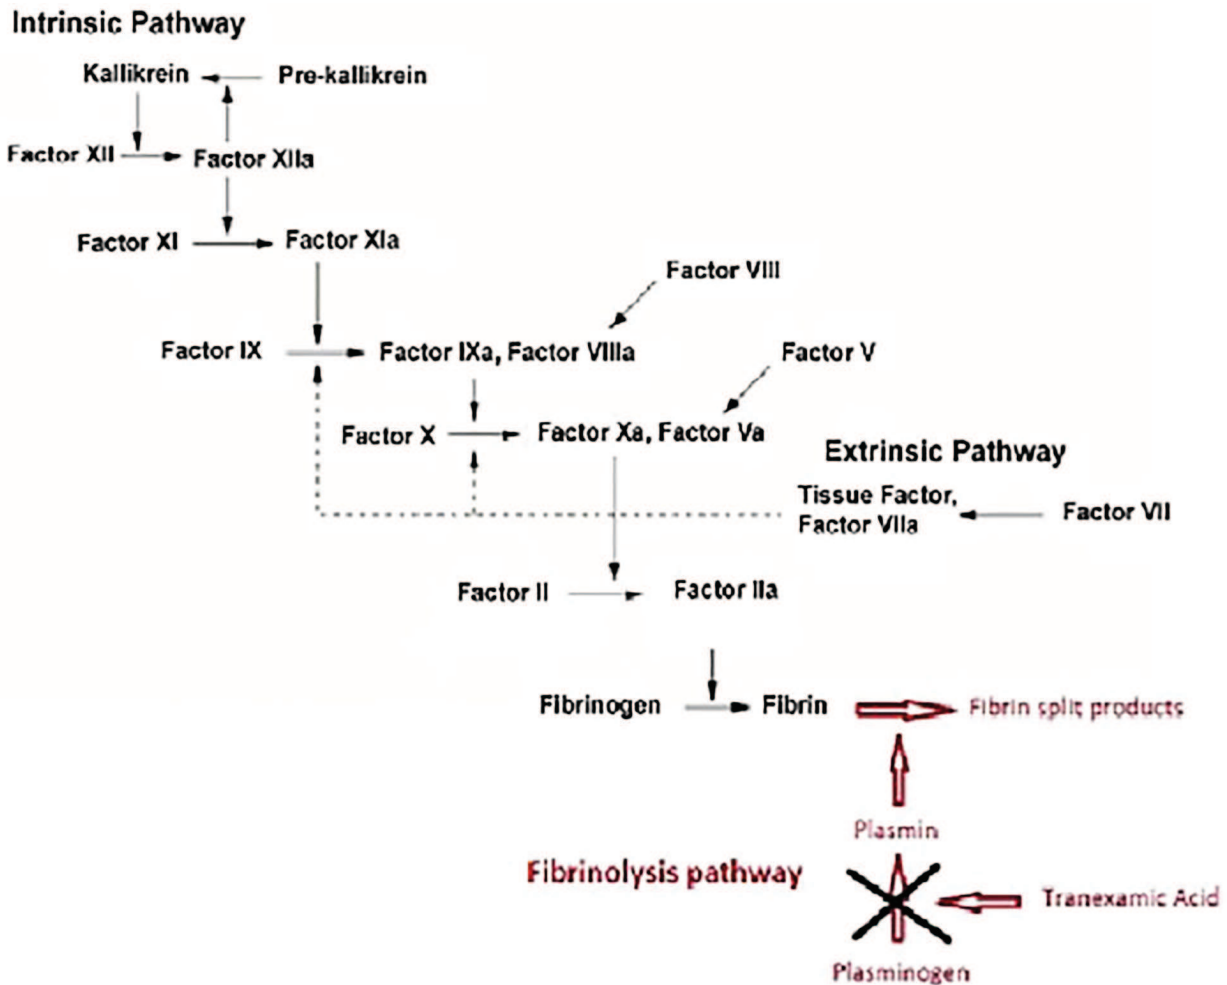 Intrinsic Pathway
Kallikrein
Pre-kallikrein
Factor XII
Factor XIIa
Factor XI
Factor XIa
Factor VIII
Factor IX
Factor IXa, Factor VIIIa
Factor V
Factor X
Factor Xa, Factor Va
Extrinsic Pathway
Tissue Factor,
Factor VIIa
Factor VII
Factor II
Factor IIa
Fibrinogen
Fibrin
Fibrin split products
Plasmin
Fibrinolysis pathway
Tranexamic Acid
Plasminogen